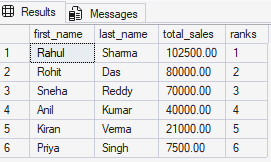 Results Messages
first_name last_name total_sales ranks
1 Rahul Sharma 102500.00 1
2 Rohit Das 80000.00 2
3 Sneha Reddy 70000.00 3
4 Anil Kumar 40000.00 4
5 Kiran Verma 21000.00 5
6 Priya Singh 7500.00 6